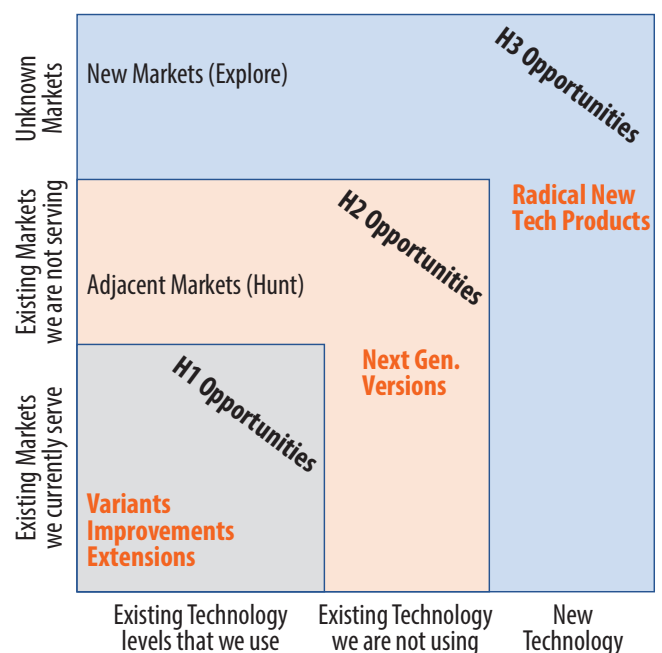 Unknown
Markets
New Markets (Explore)
H3 Opportunities
Existing Markets
we are not serving
Adjacent Markets (Hunt)
H2 Opportunities
Radical New
Tech Products
Existing Markets
we currently serve
H1 Opportunities
Next Gen.
Versions
Variants
Improvements
Extensions
Existing Technology
levels that we use
Existing Technology
we are not using
New
Technology